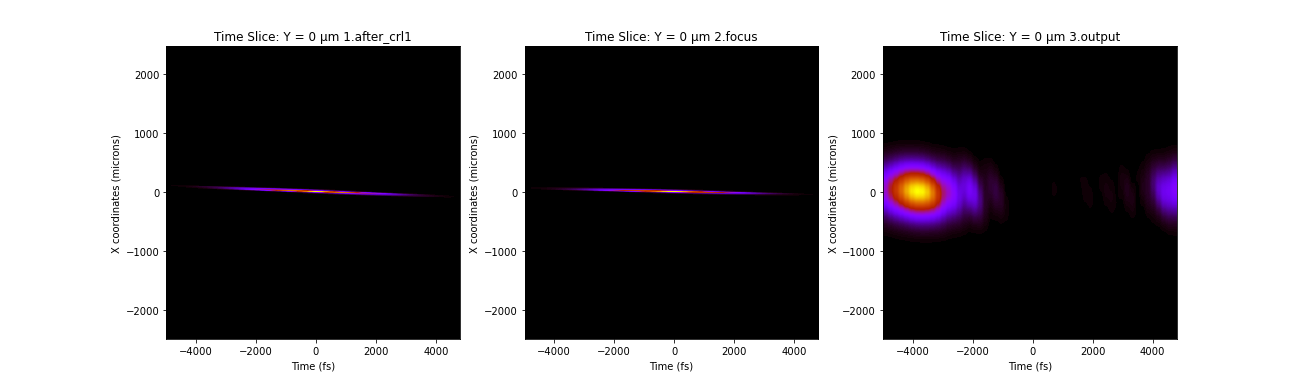 Time Slice: Y = 0 μm 1.after_crl1
2000
1000
0
−1000
−2000
X coordinates (microns)
−4000 −2000 0 2000 4000
Time (fs)
Time Slice: Y = 0 μm 2.focus
2000
1000
0
−1000
−2000
X coordinates (microns)
−4000 −2000 0 2000 4000
Time (fs)
Time Slice: Y = 0 μm 3.output
2000
1000
0
−1000
−2000
X coordinates (microns)
−4000 −2000 0 2000 4000
Time (fs)